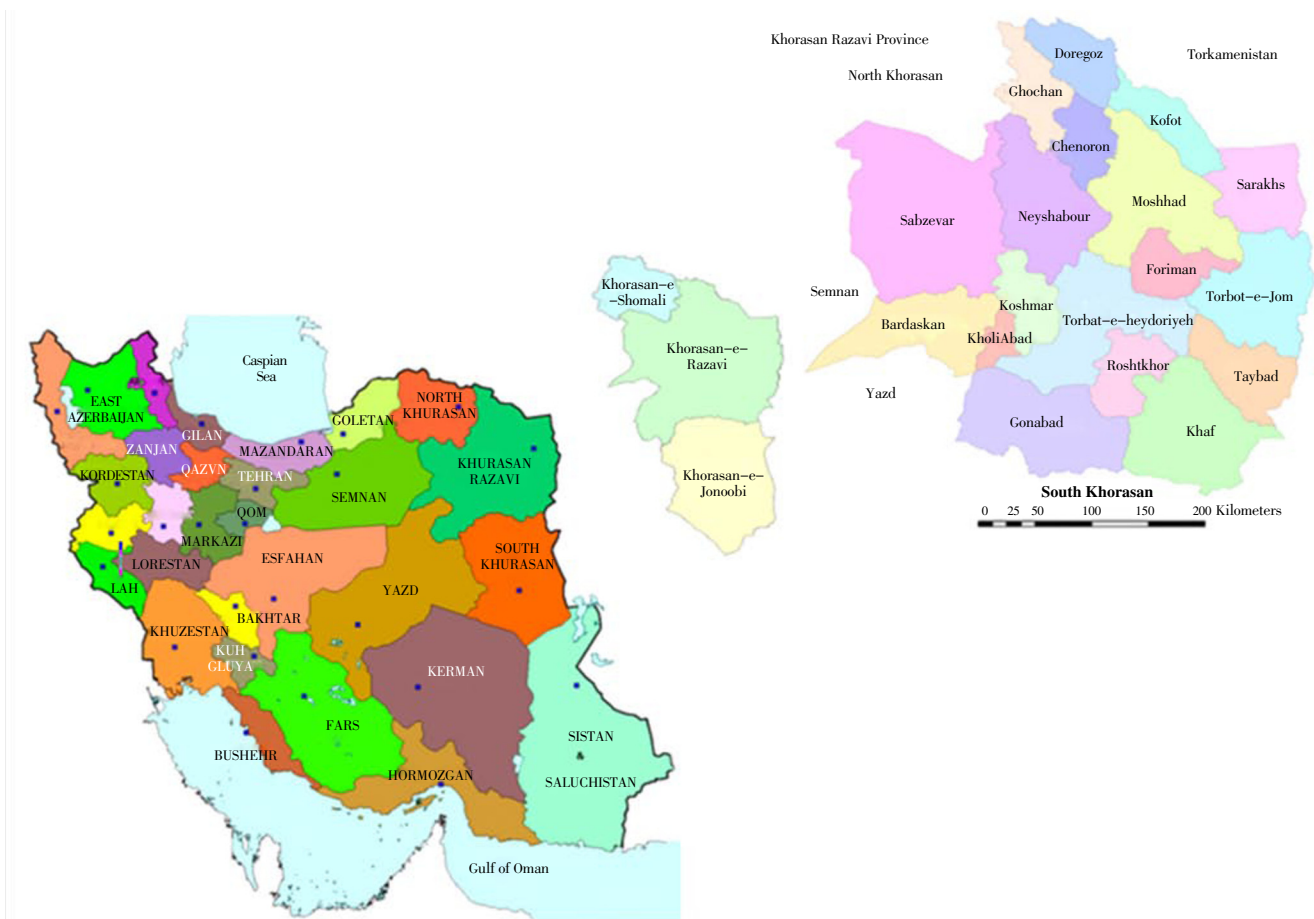 Khorasan Razavi Province
North Khorasan
Torkamenistan
Doregoz
Ghochan
Kofot
Chenoron
Sarakhs
Moshhad
Neyshabour
Sabzevar
Foriman
Semnan
Koshmar
Torbot-e-Jom
Bardaskan
Torbat-e-heydoriyeh
KholiAbad
Roshtkhor
Taybad
Yazd
Gonabad
Khaf
South Khorasan
0 25 50 100 150 200 Kilometers
Khorasan-e
-Shomali
Khorasan-e-
Razavi
Khorasan-e-
Jonoobi
Caspian
Sea
EAST
AZERBAIJAN
GILAN
ZANJAN
MAZANDARAN
GOLETAN
NORTH
KHURASAN
QAZVN
TEHRAN
KORDESTAN
SEMNAN
KHURASAN
RAZAVI
QOM
MARKAZI
LORESTAN
ESFAHAN
SOUTH
KHURASAN
LAH
YAZD
BAKHTAR
KHUZESTAN
KUH
GLUYA
KERMAN
FARS
BUSHEHR
SISTAN
HORMOZGAN
SALUCHISTAN
Gulf of Oman